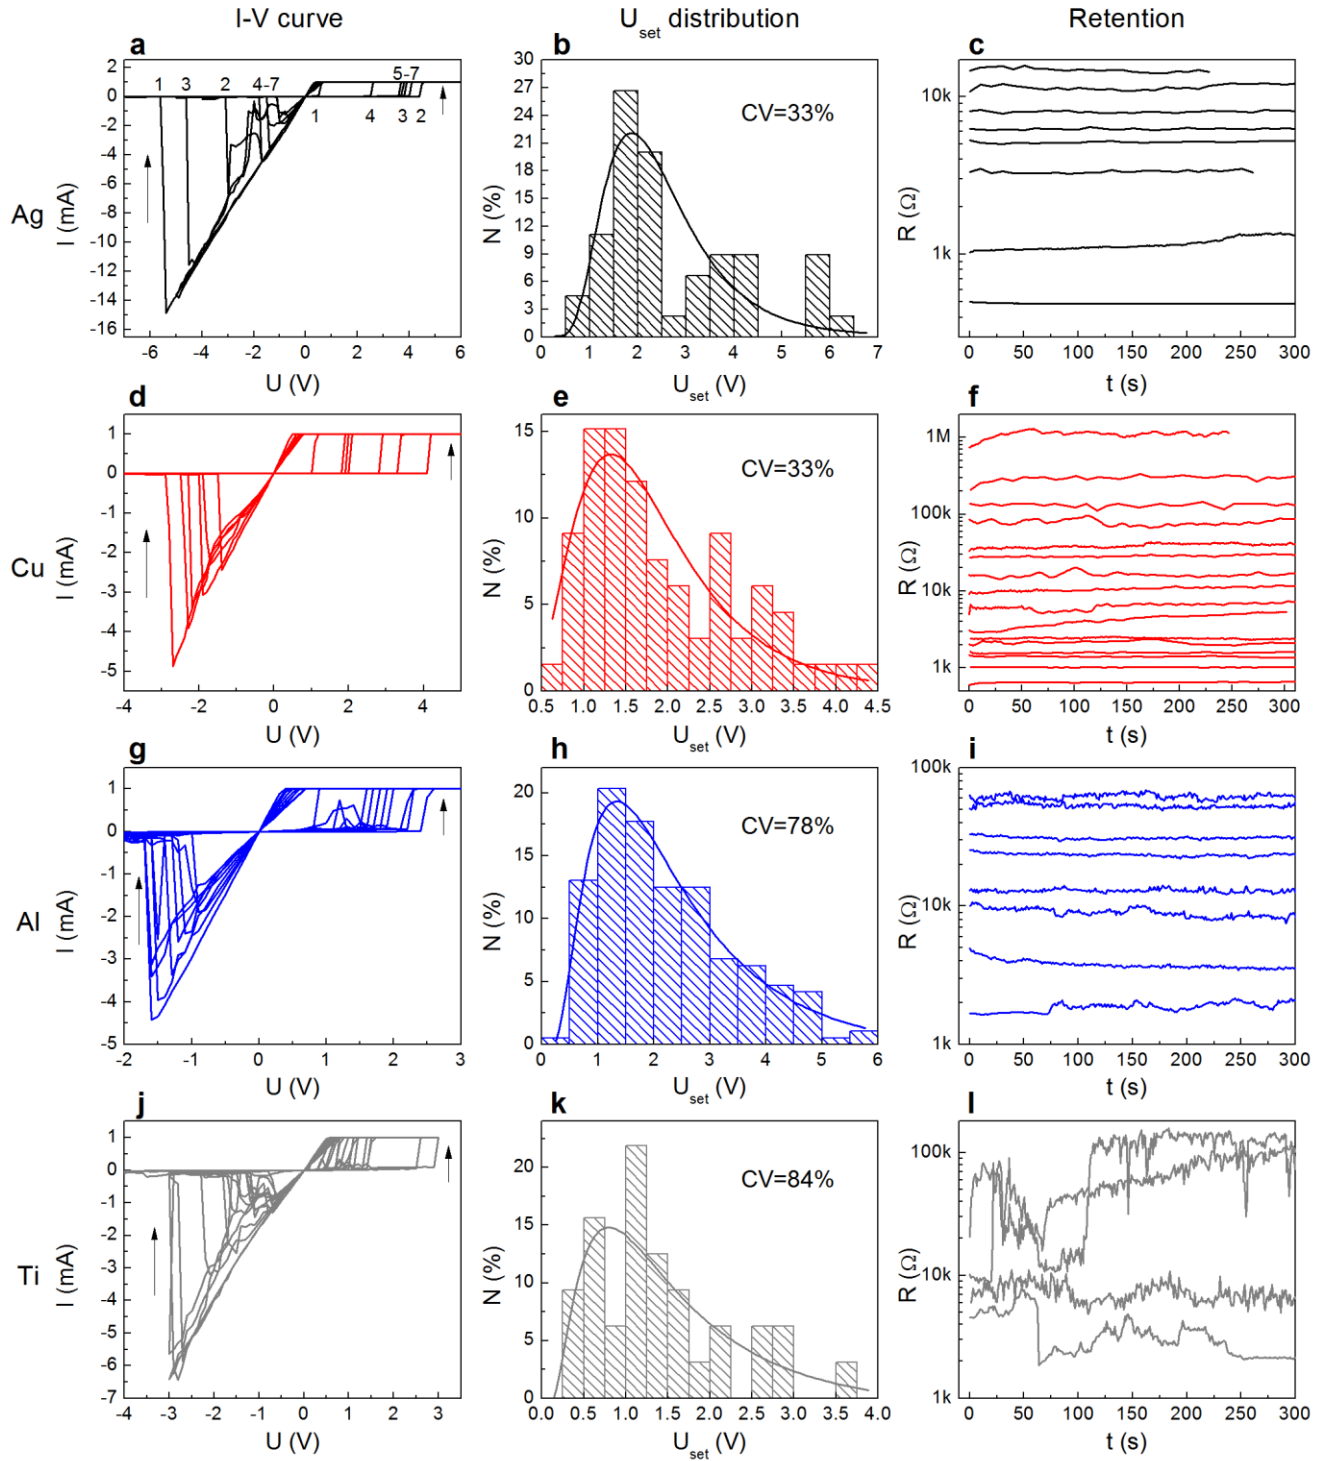 I-V curve
U_set distribution
Retention
a
b
c
Ag
I (mA)
2
0
-2
-4
-6
-8
-10
-12
-14
-16
1 3 2 4-7 5-7
1 4 3 2
-6 -4 -2 0 2 4 6
U (V)
N (%)
30
27
24
21
18
15
12
9
6
3
0
CV=33%
0 1 2 3 4 5 6 7
U_set (V)
R (Ω)
10k
1k
0 50 100 150 200 250 300
t (s)
d
e
f
Cu
I (mA)
1
0
-1
-2
-3
-4
-5
-4 -2 0 2 4
U (V)
N (%)
15
10
5
0
CV=33%
0.5 1.0 1.5 2.0 2.5 3.0 3.5 4.0 4.5
U_set (V)
R (Ω)
1M
100k
10k
1k
0 50 100 150 200 250 300
t (s)
g
h
i
Al
I (mA)
1
0
-1
-2
-3
-4
-5
-2 -1 0 1 2 3
U (V)
N (%)
20
15
10
5
0
CV=78%
0 1 2 3 4 5 6
U_set (V)
R (Ω)
100k
10k
1k
0 50 100 150 200 250 300
t (s)
j
k
l
Ti
I (mA)
1
0
-1
-2
-3
-4
-5
-6
-7
-4 -3 -2 -1 0 1 2 3
U (V)
N (%)
20
15
10
5
0
CV=84%
0.0 0.5 1.0 1.5 2.0 2.5 3.0 3.5 4.0
U_set (V)
R (Ω)
100k
10k
1k
0 50 100 150 200 250 300
t (s)